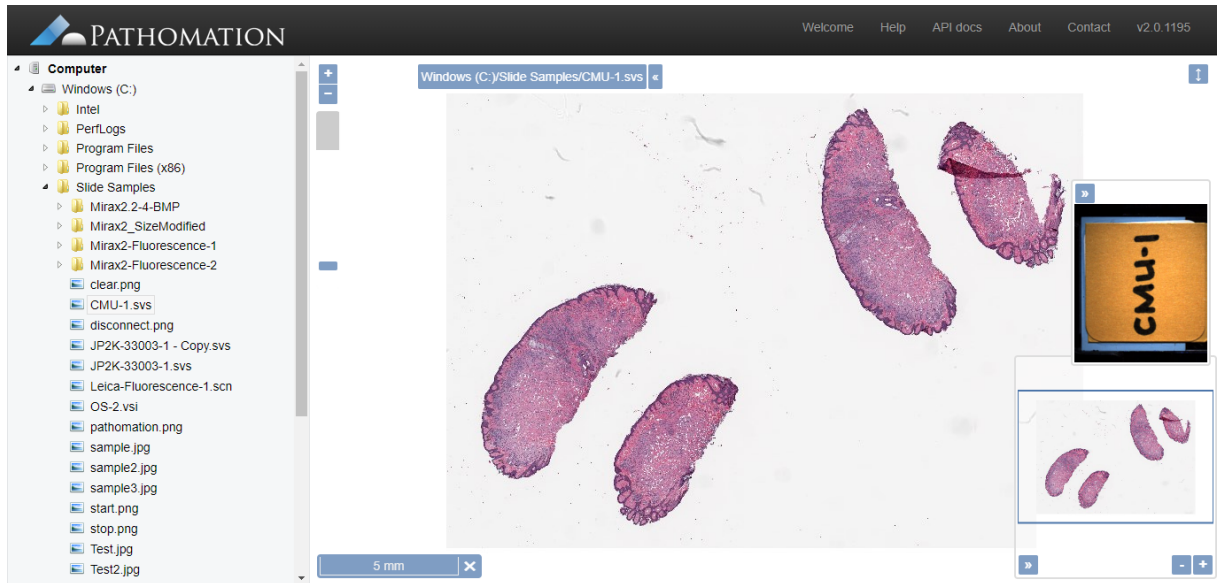 PATHOMATION
Welcome Help API docs About Contact v2.0.1195
Computer
Windows (C:)
Intel
PerfLogs
Program Files
Program Files (x86)
Slide Samples
Mirax2.2-4-BMP
Mirax2_SizeModified
Mirax2-Fluorescence-1
Mirax2-Fluorescence-2
clear.png
CMU-1.svs
disconnect.png
JP2K-33003-1 - Copy.svs
JP2K-33003-1.svs
Leica-Fluorescence-1.scn
OS-2.vsi
pathomation.png
sample.jpg
sample2.jpg
sample3.jpg
start.png
stop.png
Test.jpg
Test2.jpg
+
−
Windows (C:)/Slide Samples/CMU-1.svs «
»
CMU-1
5 mm
»
- +